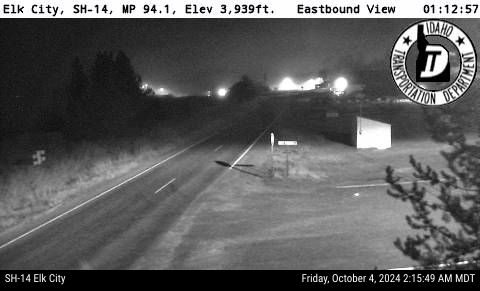 Elk City, SH-14, MP 94.1, Elev 3,939ft. Eastbound View 01:12:57
IDAHO
TRANSPORTATION DEPARTMENT
SH-14 Elk City Friday, October 4, 2024 2:15:49 AM MDT